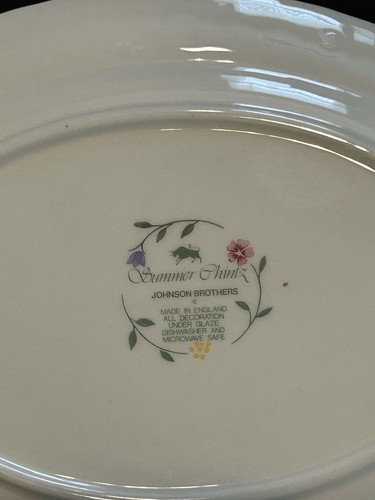 Summer Chintz
JOHNSON BROTHERS
©
MADE IN ENGLAND
ALL DECORATION
UNDER GLAZE
DISHWASHER AND
MICROWAVE SAFE